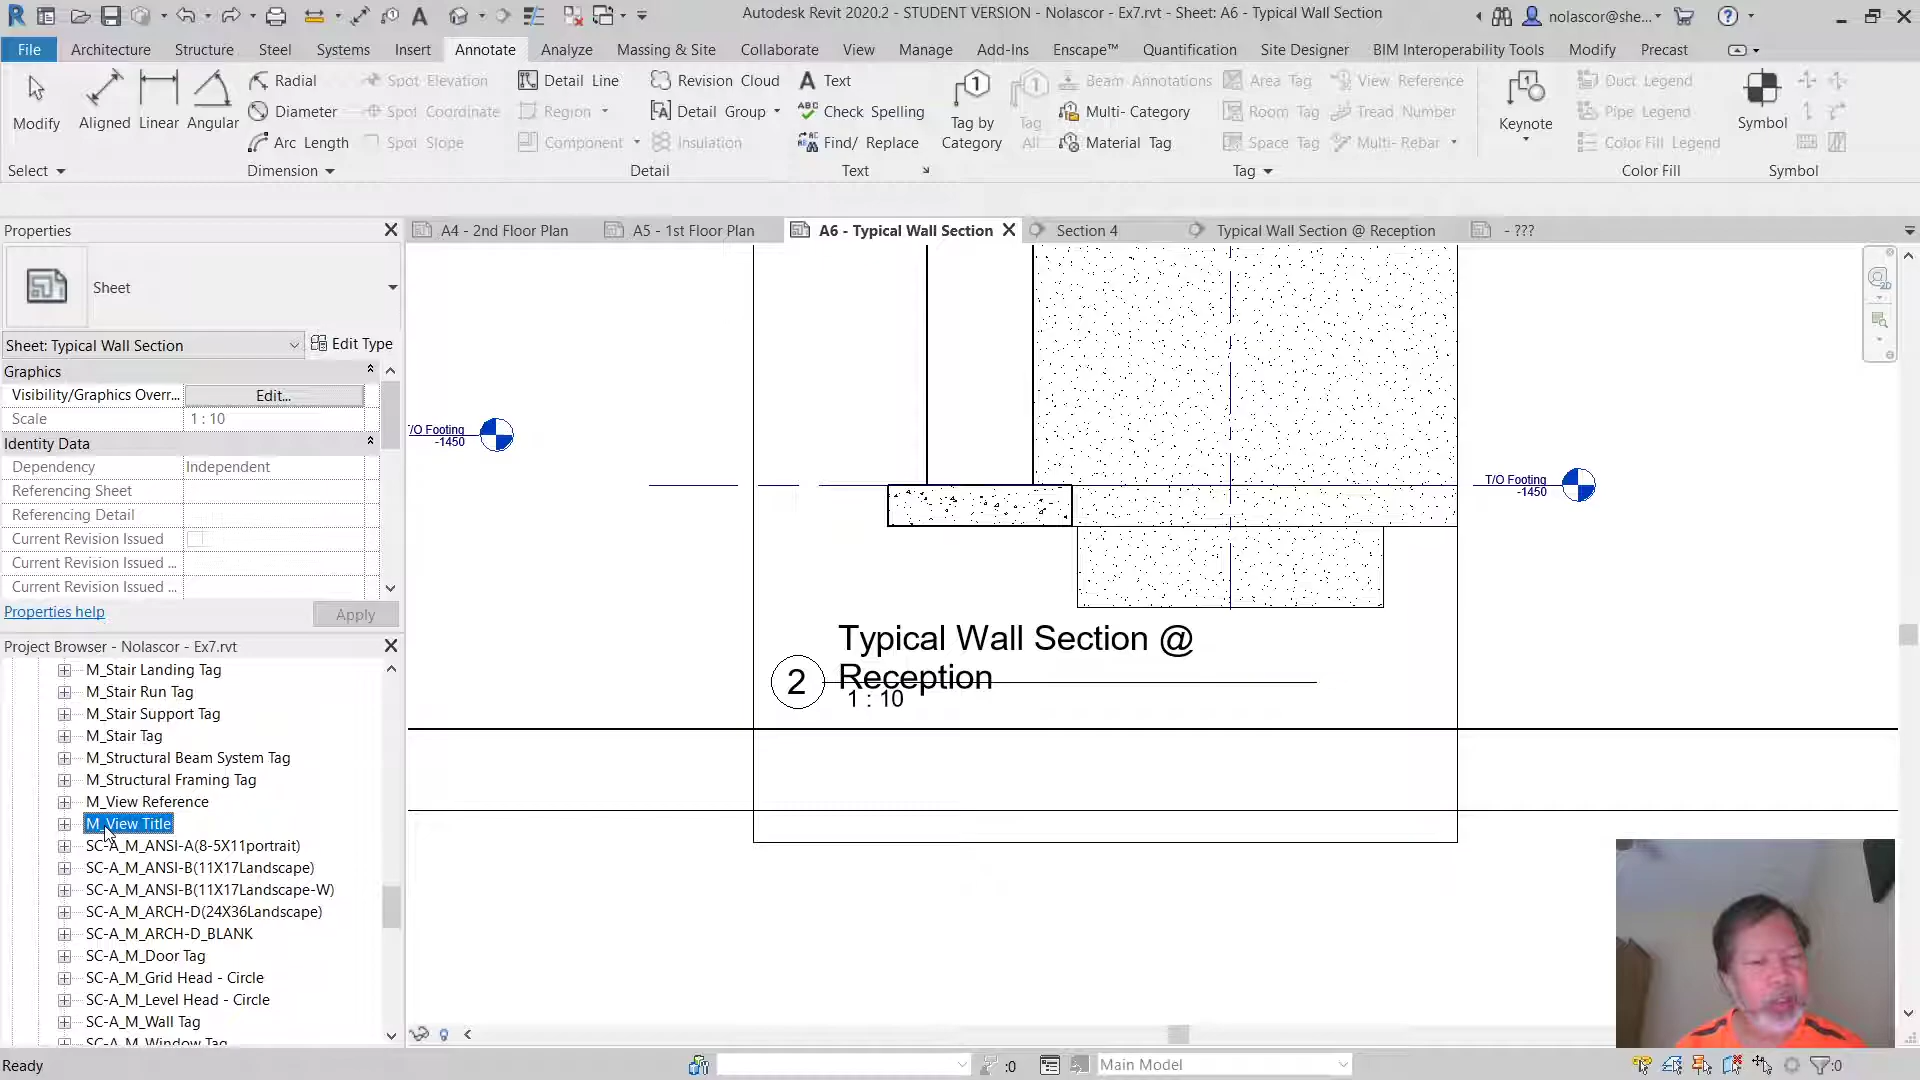 Autodesk Revit 2020.2 - STUDENT VERSION - Nolascor - Ex7.rvt - Sheet: A6 - Typical Wall Section
nolascor@she...
File Architecture Structure Steel Systems Insert Annotate Analyze Massing & Site Collaborate View Manage Add-Ins Enscape™ Quantification Site Designer BIM Interoperability Tools Modify Precast
Modify Aligned Linear Angular
Radial Spot Elevation Detail Line Revision Cloud Text Beam Annotations Area Tag View Reference Duct Legend
Diameter Spot Coordinate Region Detail Group Check Spelling Multi- Category Room Tag Tread Number Pipe Legend
Arc Length Spot Slope Component Insulation Find/ Replace Material Tag Space Tag Multi- Rebar Color Fill Legend
Tag by Category Tag All Keynote Symbol
Select Dimension Detail Text Tag Color Fill Symbol
Properties
A4 - 2nd Floor Plan A5 - 1st Floor Plan A6 - Typical Wall Section Section 4 Typical Wall Section @ Reception - ???
Sheet
Sheet: Typical Wall Section Edit Type
Graphics
Visibility/Graphics Overr... Edit...
Scale 1 : 10
Identity Data
Dependency Independent
Referencing Sheet
Referencing Detail
Current Revision Issued
Current Revision Issued ...
Current Revision Issued ...
Properties help Apply
Project Browser - Nolascor - Ex7.rvt
M_Stair Landing Tag
M_Stair Run Tag
M_Stair Support Tag
M_Stair Tag
M_Structural Beam System Tag
M_Structural Framing Tag
M_View Reference
M_View Title
SC-A_M_ANSI-A(8-5X11portrait)
SC-A_M_ANSI-B(11X17Landscape)
SC-A_M_ANSI-B(11X17Landscape-W)
SC-A_M_ARCH-D(24X36Landscape)
SC-A_M_ARCH-D_BLANK
SC-A_M_Door Tag
SC-A_M_Grid Head - Circle
SC-A_M_Level Head - Circle
SC-A_M_Wall Tag
SC-A_M_Window Tag
T/O Footing
-1450
T/O Footing
-1450
Typical Wall Section @
Reception
2
1 : 10
Ready
:0
Main Model
:0